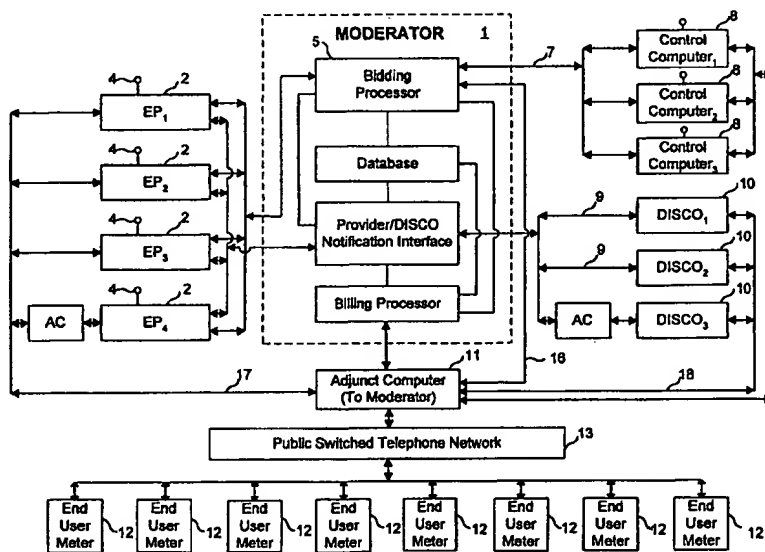 MODERATOR 1
5
Bidding
Processor
Database
Provider/DISCO
Notification Interface
Billing Processor
4 2
EP1
4 2
EP2
4 2
EP3
4 2
AC EP4
7
8
Control
Computer1
8
Control
Computer2
8
Control
Computer3
9 10
DISCO1
9 10
DISCO2
10
AC DISCO3
11
Adjunct Computer
(To Moderator)
16
17
18
Public Switched Telephone Network 13
End
User
Meter 12
End
User
Meter 12
End
User
Meter 12
End
User
Meter 12
End
User
Meter 12
End
User
Meter 12
End
User
Meter 12
End
User
Meter 12